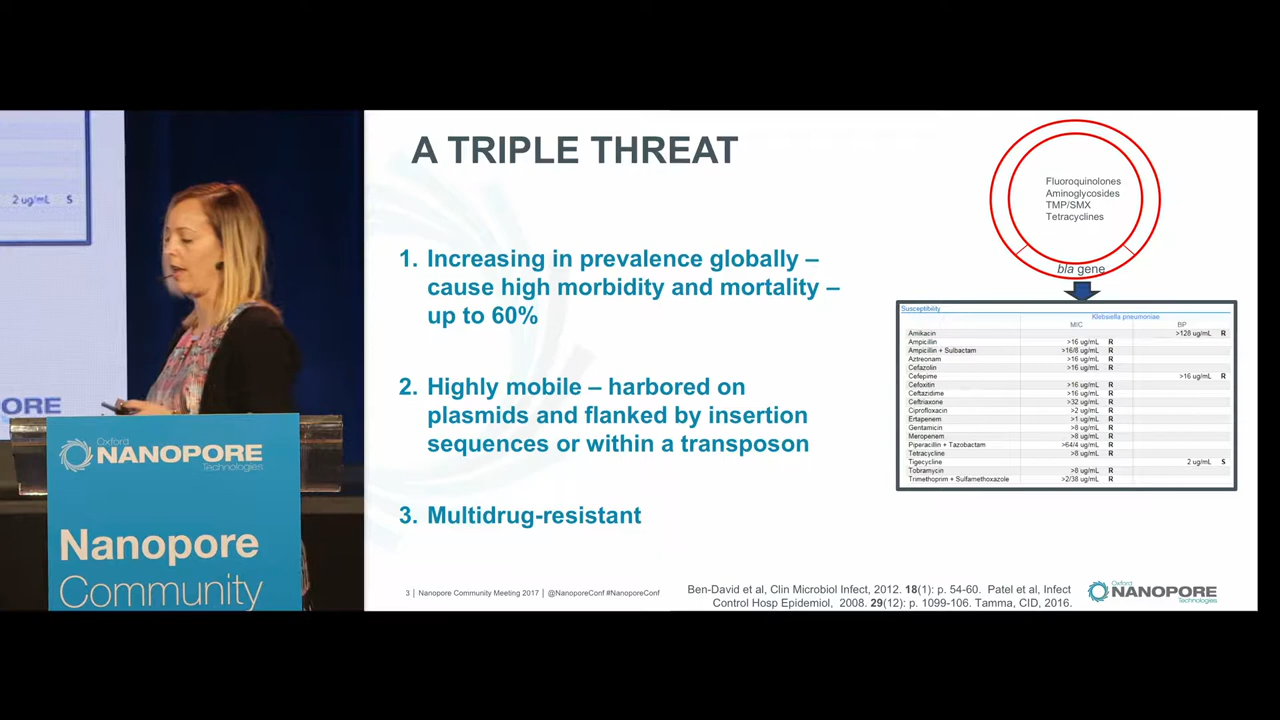 2 ug/mL S
ORE
Oxford
NANOPORE
Technologies
Nanopore
Community
A TRIPLE THREAT
1. Increasing in prevalence globally –
cause high morbidity and mortality –
up to 60%
2. Highly mobile – harbored on
plasmids and flanked by insertion
sequences or within a transposon
3. Multidrug-resistant
Fluoroquinolones
Aminoglycosides
TMP/SMX
Tetracyclines
bla gene
Susceptibility
Klebsiella pneumoniae
MIC BP
Amikacin >128 ug/mL R
Ampicillin >16 ug/mL R
Ampicillin + Sulbactam >16/8 ug/mL R
Aztreonam >16 ug/mL R
Cefazolin >16 ug/mL R
Cefepime >16 ug/mL R
Cefoxitin >16 ug/mL R
Ceftazidime >16 ug/mL R
Ceftriaxone >32 ug/mL R
Ciprofloxacin >2 ug/mL R
Ertapenem >1 ug/mL R
Gentamicin >8 ug/mL R
Meropenem >8 ug/mL R
Piperacillin + Tazobactam >64/4 ug/mL R
Tetracycline >8 ug/mL R
Tigecycline 2 ug/mL S
Tobramycin >8 ug/mL R
Trimethoprim + Sulfamethoxazole >2/38 ug/mL R
3 | Nanopore Community Meeting 2017 | @NanoporeConf #NanoporeConf
Ben-David et al, Clin Microbiol Infect, 2012. 18(1): p. 54-60. Patel et al, Infect
Control Hosp Epidemiol, 2008. 29(12): p. 1099-106. Tamma, CID, 2016.
Oxford
NANOPORE
Technologies